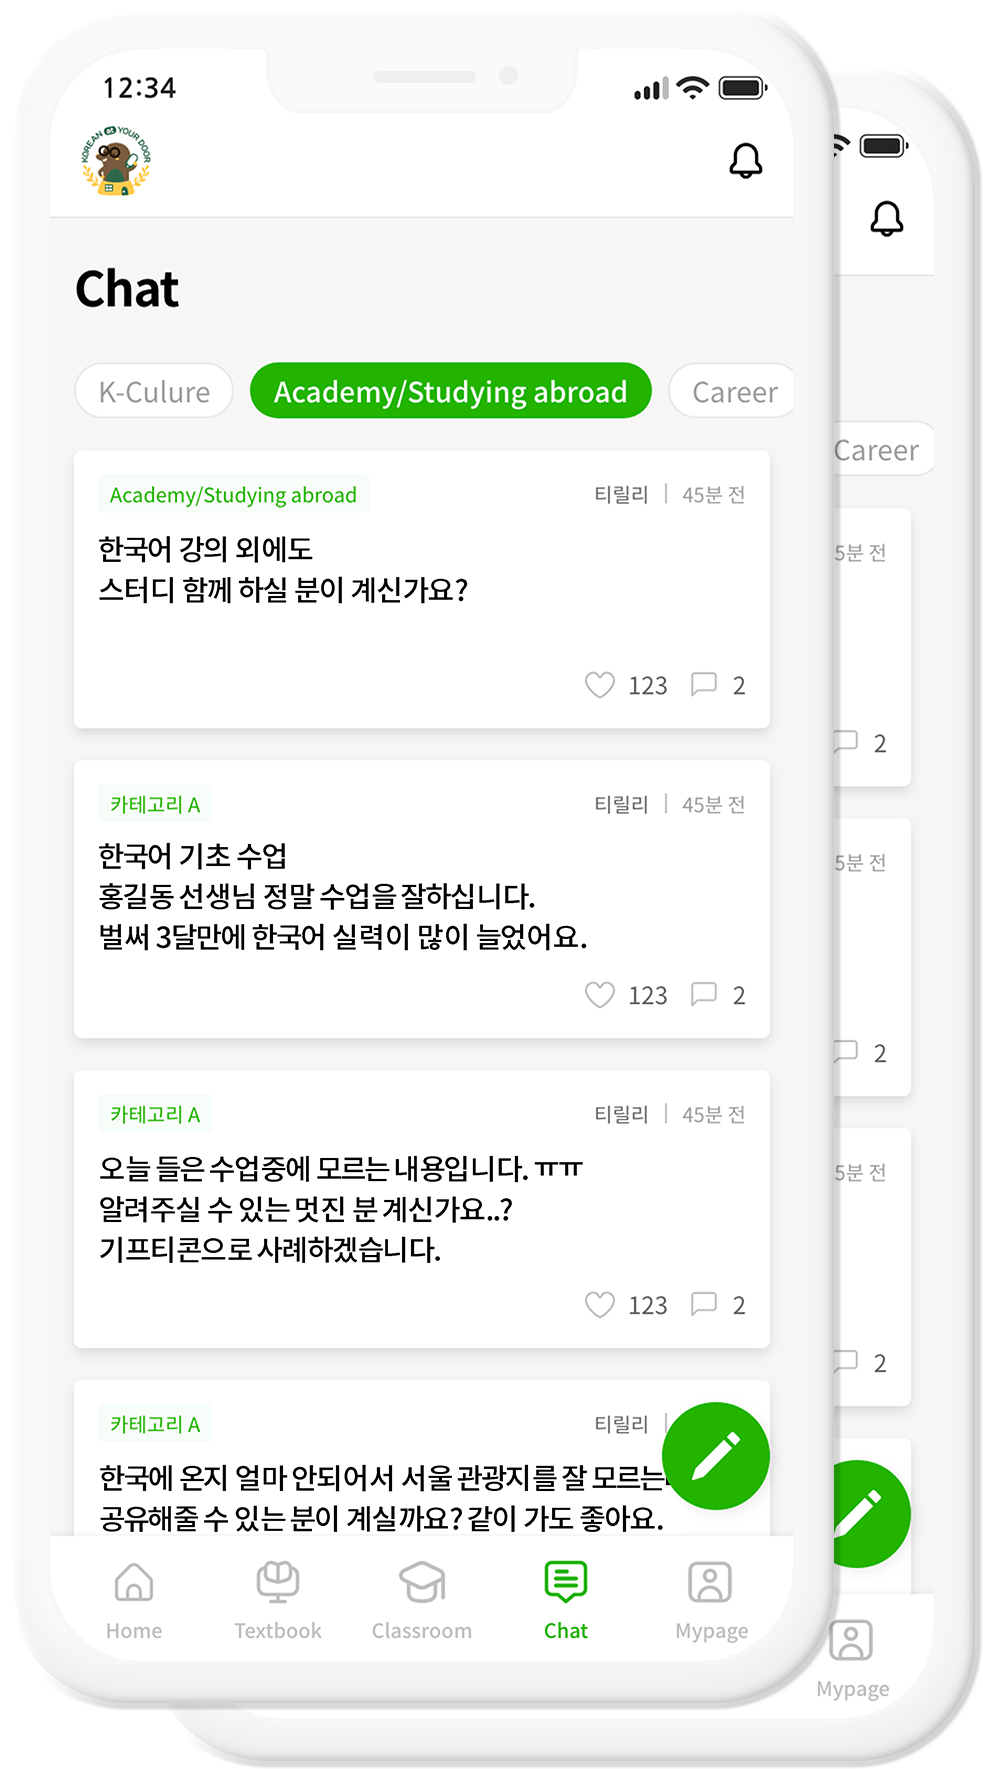 12:34
KOREAN at YOUR DOOR
Chat
K-Culure
Academy/Studying abroad
Career
Academy/Studying abroad
티릴리
45분 전
한국어 강의 외에도
스터디 함께 하실 분이 계신가요?
123
2
카테고리 A
티릴리
45분 전
한국어 기초 수업
홍길동 선생님 정말 수업을 잘하십니다.
벌써 3달만에 한국어 실력이 많이 늘었어요.
123
2
카테고리 A
티릴리
45분 전
오늘 들은 수업중에 모르는 내용입니다. ㅠㅠ
알려주실 수 있는 멋진 분 계신가요..?
기프티콘으로 사례하겠습니다.
123
2
카테고리 A
티릴리
한국에 온지 얼마 안되어서 서울 관광지를 잘 모르는
공유해줄 수 있는 분이 계실까요? 같이 가도 좋아요.
Home
Textbook
Classroom
Chat
Mypage
Career
5분 전
2
5분 전
2
5분 전
2
Mypage